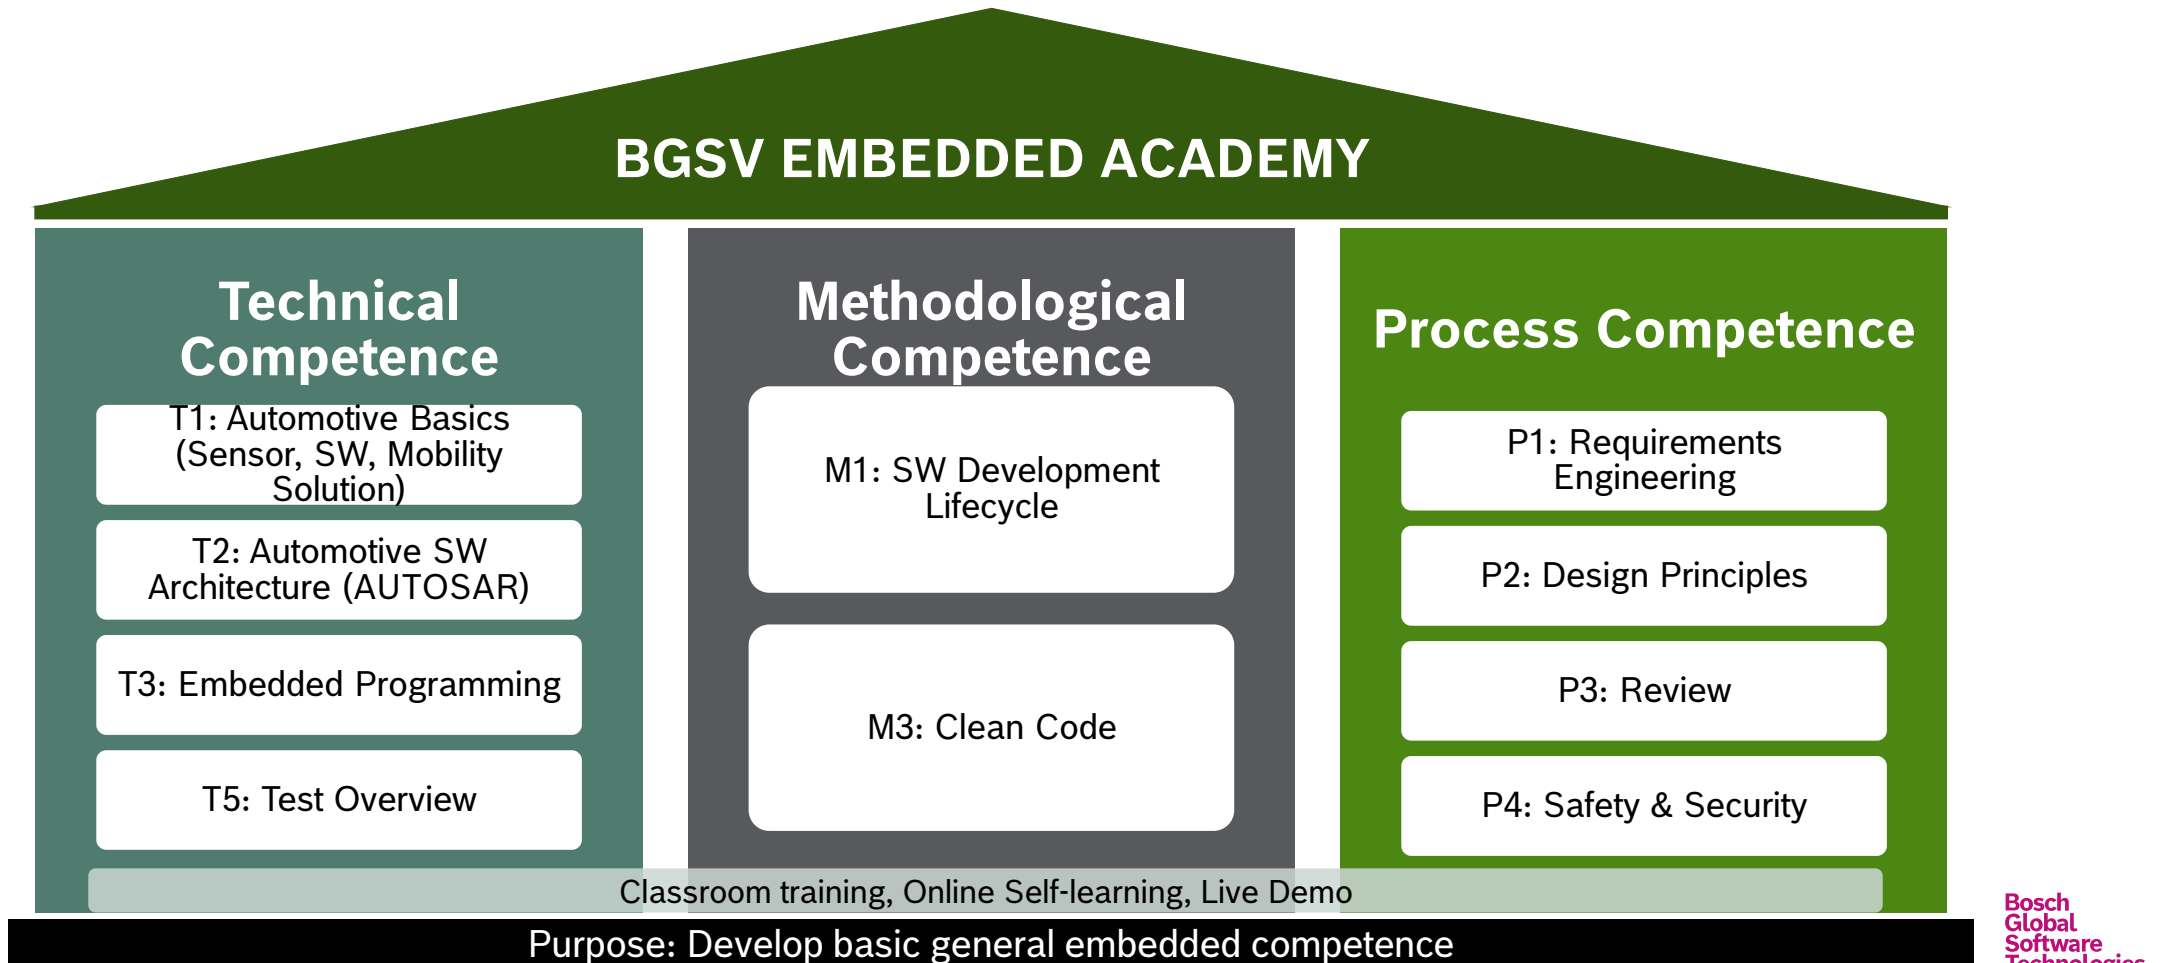 BGSV EMBEDDED ACADEMY
Technical
Competence
T1: Automotive Basics
(Sensor, SW, Mobility
Solution)
T2: Automotive SW
Architecture (AUTOSAR)
T3: Embedded Programming
T5: Test Overview
Methodological
Competence
M1: SW Development
Lifecycle
M3: Clean Code
Process Competence
P1: Requirements
Engineering
P2: Design Principles
P3: Review
P4: Safety & Security
Classroom training, Online Self-learning, Live Demo
Purpose: Develop basic general embedded competence
Bosch
Global
Software
Technologies